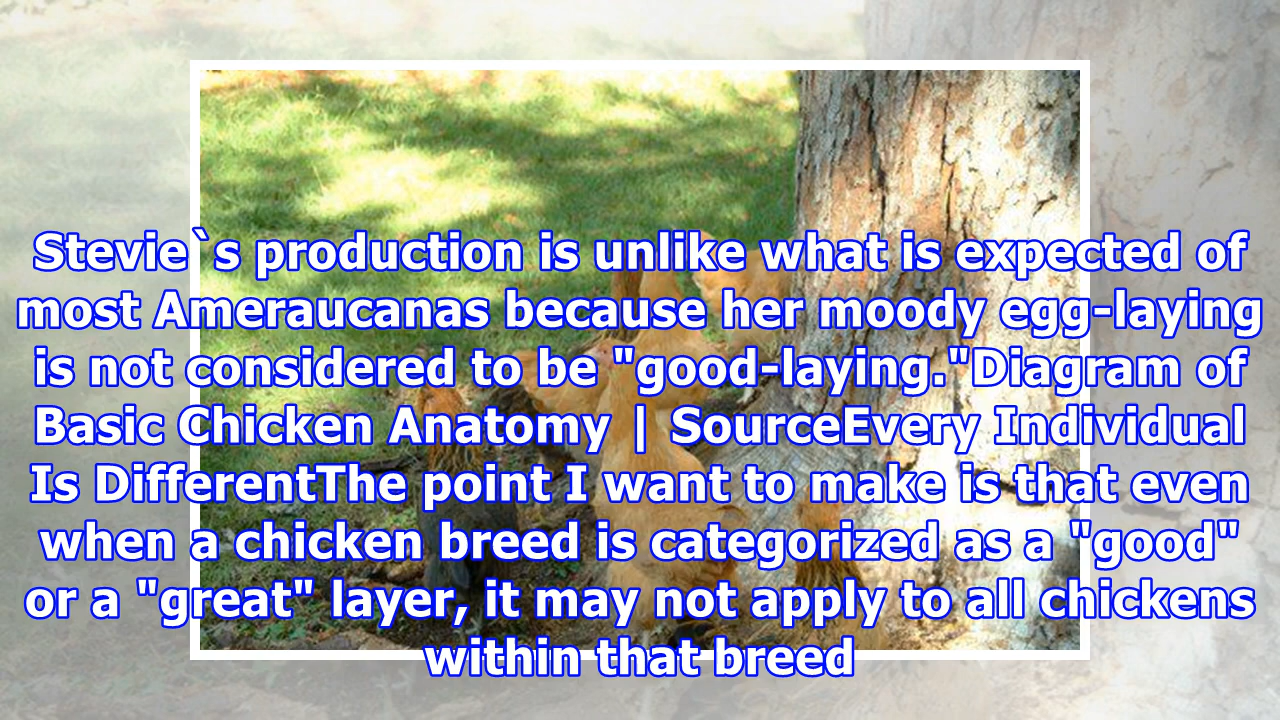 Stevie`s production is unlike what is expected of
most Ameraucanas because her moody egg-laying
is not considered to be "good-laying."Diagram of
Basic Chicken Anatomy | SourceEvery Individual
Is DifferentThe point I want to make is that even
when a chicken breed is categorized as a "good"
or a "great" layer, it may not apply to all chickens
within that breed